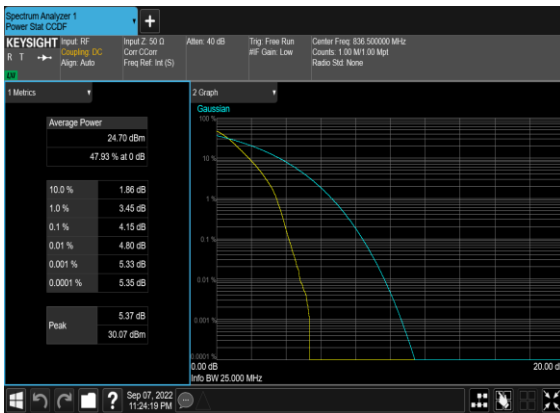 Spectrum Analyzer 1
Power Stat CCDF
+
KEYSIGHT
R T
LV
Input: RF
Coupling: DC
Align: Auto
Input Z: 50 Ω
Corr CCorr
Freq Ref: Int (S)
Atten: 40 dB
Trig: Free Run
#IF Gain: Low
Center Freq: 836.500000 MHz
Counts: 1.00 M/1.00 Mpt
Radio Std: None
1 Metrics
Average Power
24.70 dBm
47.93 % at 0 dB
10.0 % 1.86 dB
1.0 % 3.45 dB
0.1 % 4.15 dB
0.01 % 4.80 dB
0.001 % 5.33 dB
0.0001 % 5.35 dB
Peak
5.37 dB
30.07 dBm
2 Graph
Gaussian
100 %
10 %
1 %
0.1 %
0.01 %
0.001 %
0.0001 %
0.00 dB
20.00 d
Info BW 25.000 MHz
?
Sep 07, 2022
11:24:19 PM